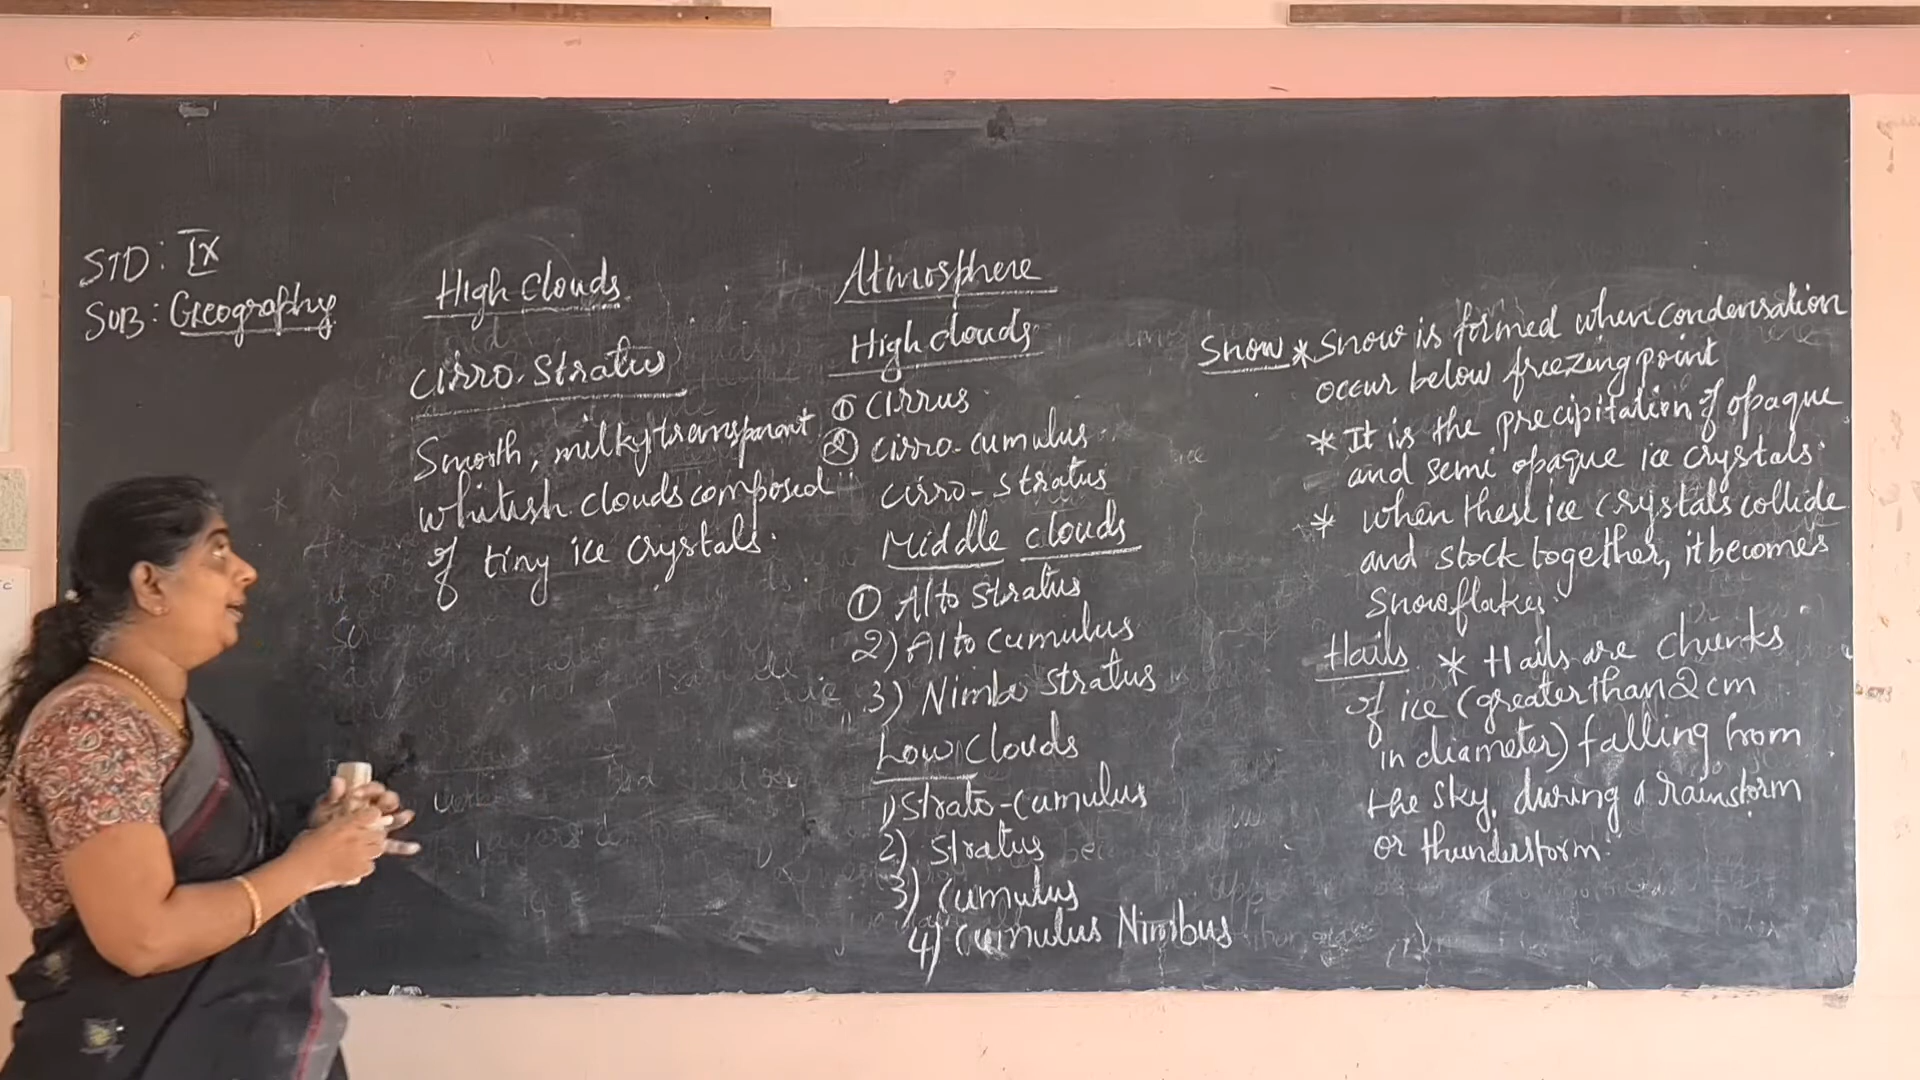 STD: IX
SUB: Geography
High Clouds
Cirro-Stratus
Smooth, milky transparent
whitish clouds composed
of tiny ice crystals.
Atmosphere
High clouds
① Cirrus
② Cirro-cumulus
Cirro-stratus
Middle clouds
① Alto Stratus
2) Alto Cumulus
3) Nimbo Stratus
Low Clouds
1) Strato-Cumulus
2) Stratus
3) Cumulus
4) Cumulus Nimbus
Snow * Snow is formed when condensation
occur below freezing point
* It is the precipitation of opaque
and semi opaque ice crystals.
* when these ice crystals collide
and stock together, it becomes
Snowflakes.
Hails * Hails are chunks
of ice (greater than 2 cm
in diameter) falling from
the sky, during a rainstorm
or thunderstorm.